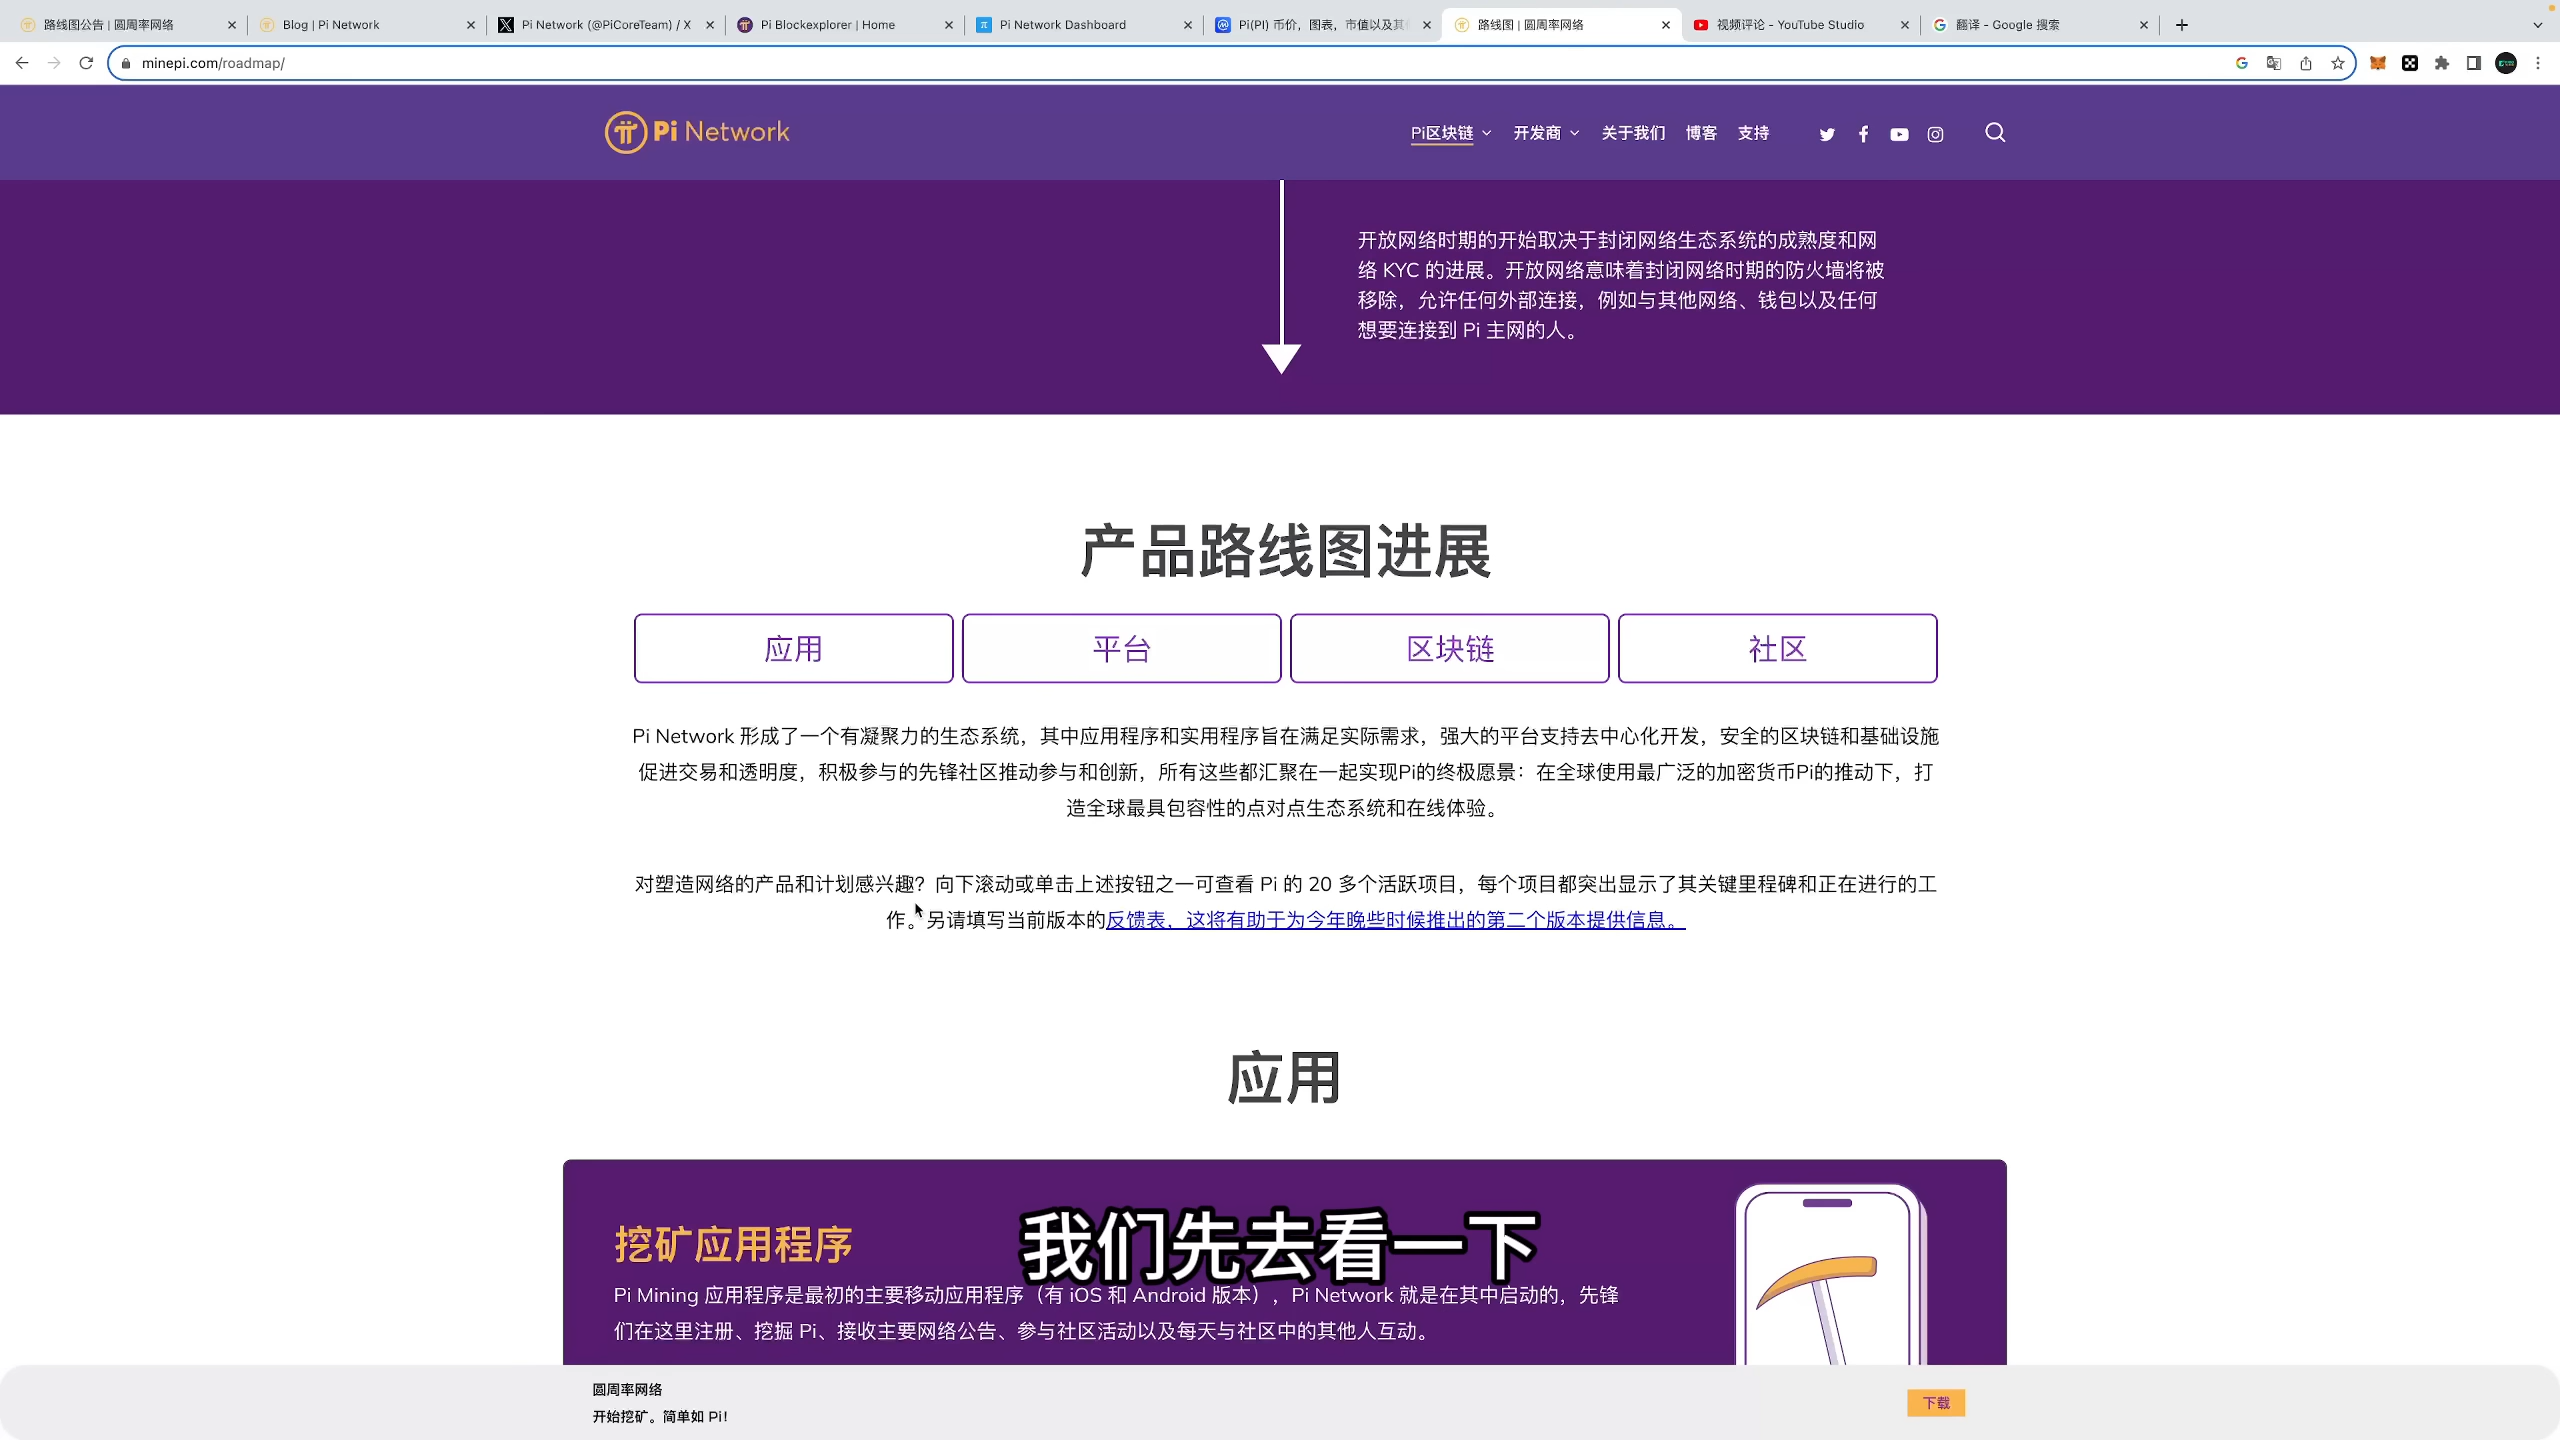 路线图公告 | 圆周率网络
Blog | Pi Network
Pi Network (@PiCoreTeam) / X
Pi Blockexplorer | Home
Pi Network Dashboard
Pi(PI) 币价，图表，市值以及其
路线图 | 圆周率网络
视频评论 - YouTube Studio
翻译 - Google 搜索
minepi.com/roadmap/
Pi Network
Pi区块链
开发商
关于我们
博客
支持
开放网络时期的开始取决于封闭网络生态系统的成熟度和网
络 KYC 的进展。开放网络意味着封闭网络时期的防火墙将被
移除，允许任何外部连接，例如与其他网络、钱包以及任何
想要连接到 Pi 主网的人。
产品路线图进展
应用
平台
区块链
社区
Pi Network 形成了一个有凝聚力的生态系统，其中应用程序和实用程序旨在满足实际需求，强大的平台支持去中心化开发，安全的区块链和基础设施
促进交易和透明度，积极参与的先锋社区推动参与和创新，所有这些都汇聚在一起实现Pi的终极愿景：在全球使用最广泛的加密货币Pi的推动下，打
造全球最具包容性的点对点生态系统和在线体验。
对塑造网络的产品和计划感兴趣？向下滚动或单击上述按钮之一可查看 Pi 的 20 多个活跃项目，每个项目都突出显示了其关键里程碑和正在进行的工
作。另请填写当前版本的反馈表，这将有助于为今年晚些时候推出的第二个版本提供信息。
应用
挖矿应用程序
我们先去看一下
Pi Mining 应用程序是最初的主要移动应用程序（有 iOS 和 Android 版本），Pi Network 就是在其中启动的，先锋
们在这里注册、挖掘 Pi、接收主要网络公告、参与社区活动以及每天与社区中的其他人互动。
圆周率网络
开始挖矿。简单如 Pi！
下载